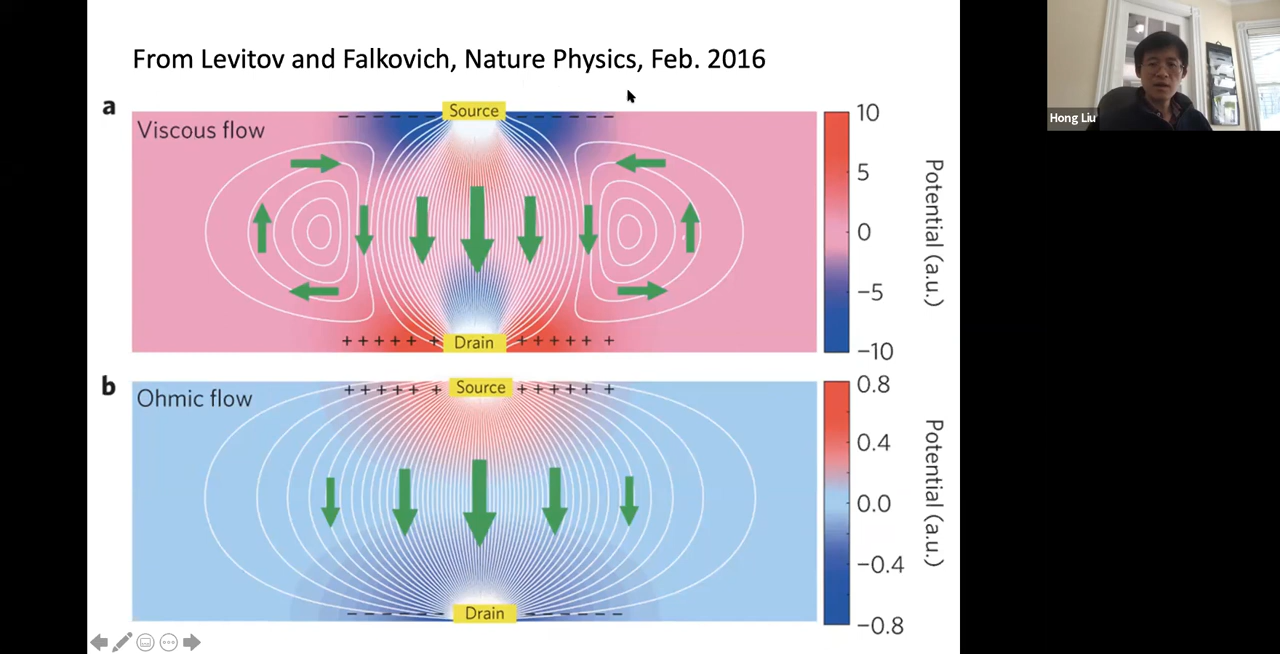 From Levitov and Falkovich, Nature Physics, Feb. 2016
a
Source
Viscous flow
- - - - - - - - - - - - -
+ + + + + + Drain + + + + + +
10
5
0
−5
−10
Potential (a.u.)
b
+ + + + + + Source + + + + + +
Ohmic flow
Drain
0.8
0.4
0.0
−0.4
−0.8
Potential (a.u.)
Hong Liu